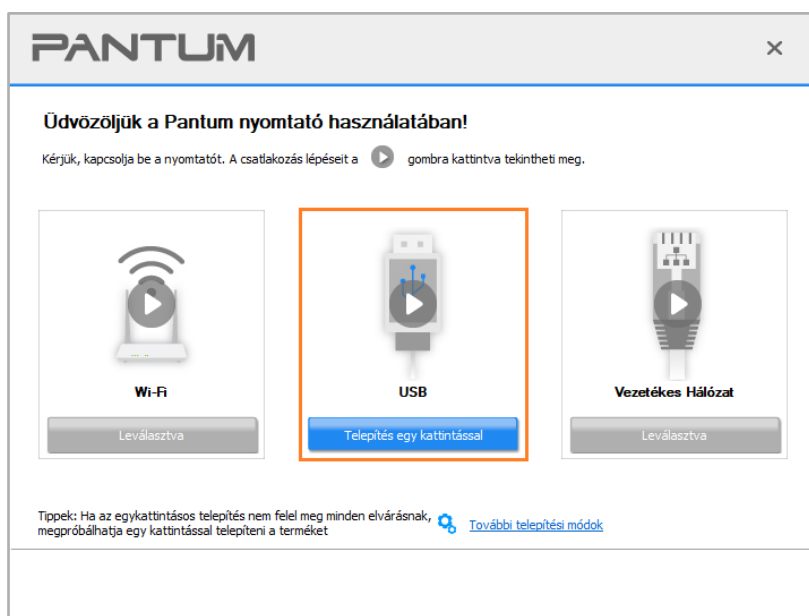 PANTUM
Üdvözöljük a Pantum nyomtató használatában!
Kérjük, kapcsolja be a nyomtatót. A csatlakozás lépéseit a gombra kattintva tekintheti meg.
Wi-Fi
USB
Vezetékes Hálózat
Leválasztva
Telepítés egy kattintással
Leválasztva
Tippek: Ha az egykattintásos telepítés nem felel meg minden elvárásnak,
megpróbálhatja egy kattintással telepíteni a terméket
További telepítési módok